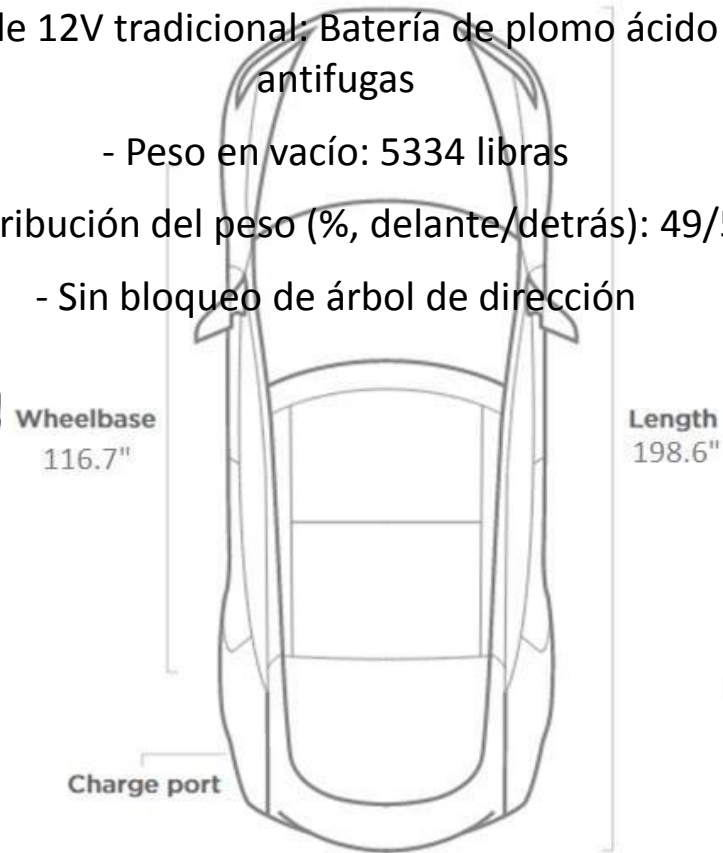 le 12V tradicional: Batería de plomo ácido
antifugas
- Peso en vacío: 5334 libras
ribución del peso (%, delante/detrás): 49/5
- Sin bloqueo de árbol de dirección
Wheelbase
116.7"
Length
198.6"
Charge port